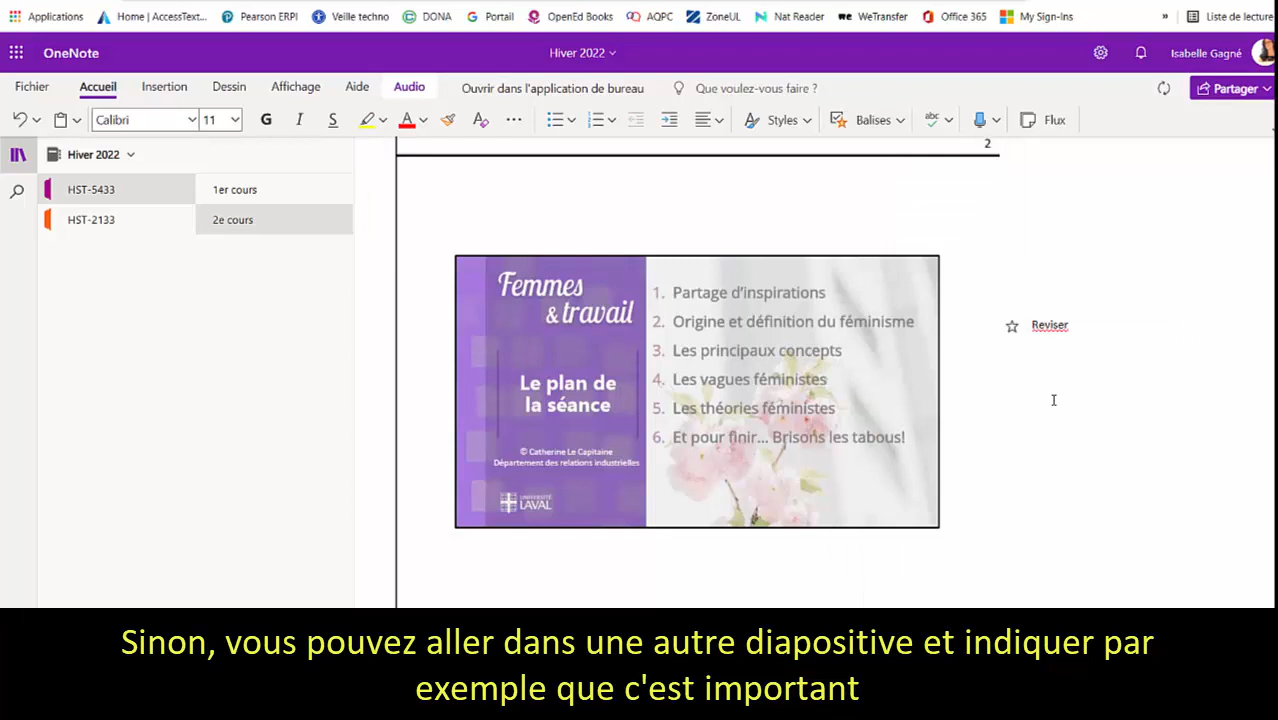 Applications Home | AccessText... Pearson ERPI Veille techno DONA Portail OpenEd Books AQPC ZoneUL Nat Reader WeTransfer Office 365 My Sign-Ins » Liste de lecture
OneNote Hiver 2022 Isabelle Gagné
Fichier Accueil Insertion Dessin Affichage Aide Audio Ouvrir dans l'application de bureau Que voulez-vous faire ? Partager
Calibri 11 G I S A ... Styles Balises abc Flux
Hiver 2022
2
HST-5433 1er cours
HST-2133 2e cours
Femmes
& travail
Le plan de
la séance
© Catherine Le Capitaine
Département des relations industrielles
UNIVERSITÉ
LAVAL
1. Partage d'inspirations
2. Origine et définition du féminisme
3. Les principaux concepts
4. Les vagues féministes
5. Les théories féministes
6. Et pour finir... Brisons les tabous!
Reviser
Sinon, vous pouvez aller dans une autre diapositive et indiquer par
exemple que c'est important